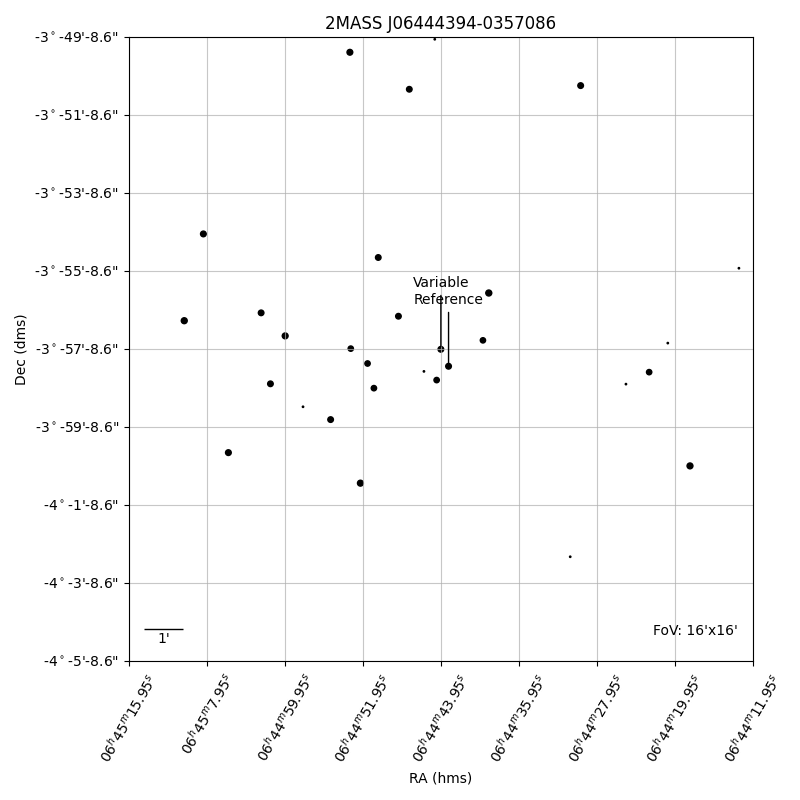 2MASS J06444394-0357086
-3°-49'-8.6"
-3°-51'-8.6"
-3°-53'-8.6"
-3°-55'-8.6"
-3°-57'-8.6"
-3°-59'-8.6"
-4°-1'-8.6"
-4°-3'-8.6"
-4°-5'-8.6"
Dec (dms)
Variable
Reference
1'
FoV: 16'x16'
06ʰ45ᵐ15.95ˢ
06ʰ45ᵐ7.95ˢ
06ʰ44ᵐ59.95ˢ
06ʰ44ᵐ51.95ˢ
06ʰ44ᵐ43.95ˢ
06ʰ44ᵐ35.95ˢ
06ʰ44ᵐ27.95ˢ
06ʰ44ᵐ19.95ˢ
06ʰ44ᵐ11.95ˢ
RA (hms)